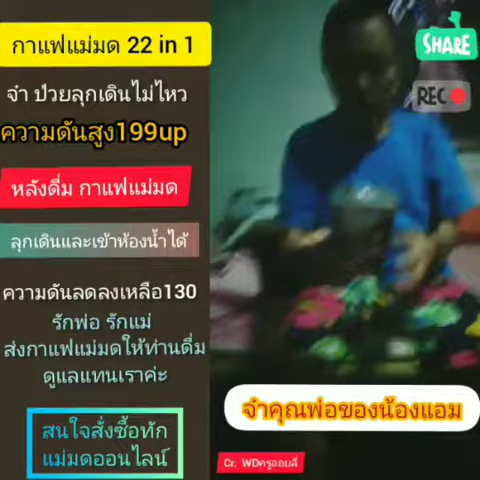 กาแฟแม่มด 22 in 1
จ๋า ป่วยลุกเดินไม่ไหว
ความดันสูง199up
หลังดื่ม กาแฟแม่มด
ลุกเดินและเข้าห้องน้ำได้
ความดันลดลงเหลือ130
รักพ่อ รักแม่
ส่งกาแฟแม่มดให้ท่านดื่ม
ดูแลแทนเราค่ะ
สนใจสั่งซื้อทัก
แม่มดออนไลน์
SHARE
REC
จ๋าคุณพ่อของน้องแอม
Cr. WDครูออยลี่